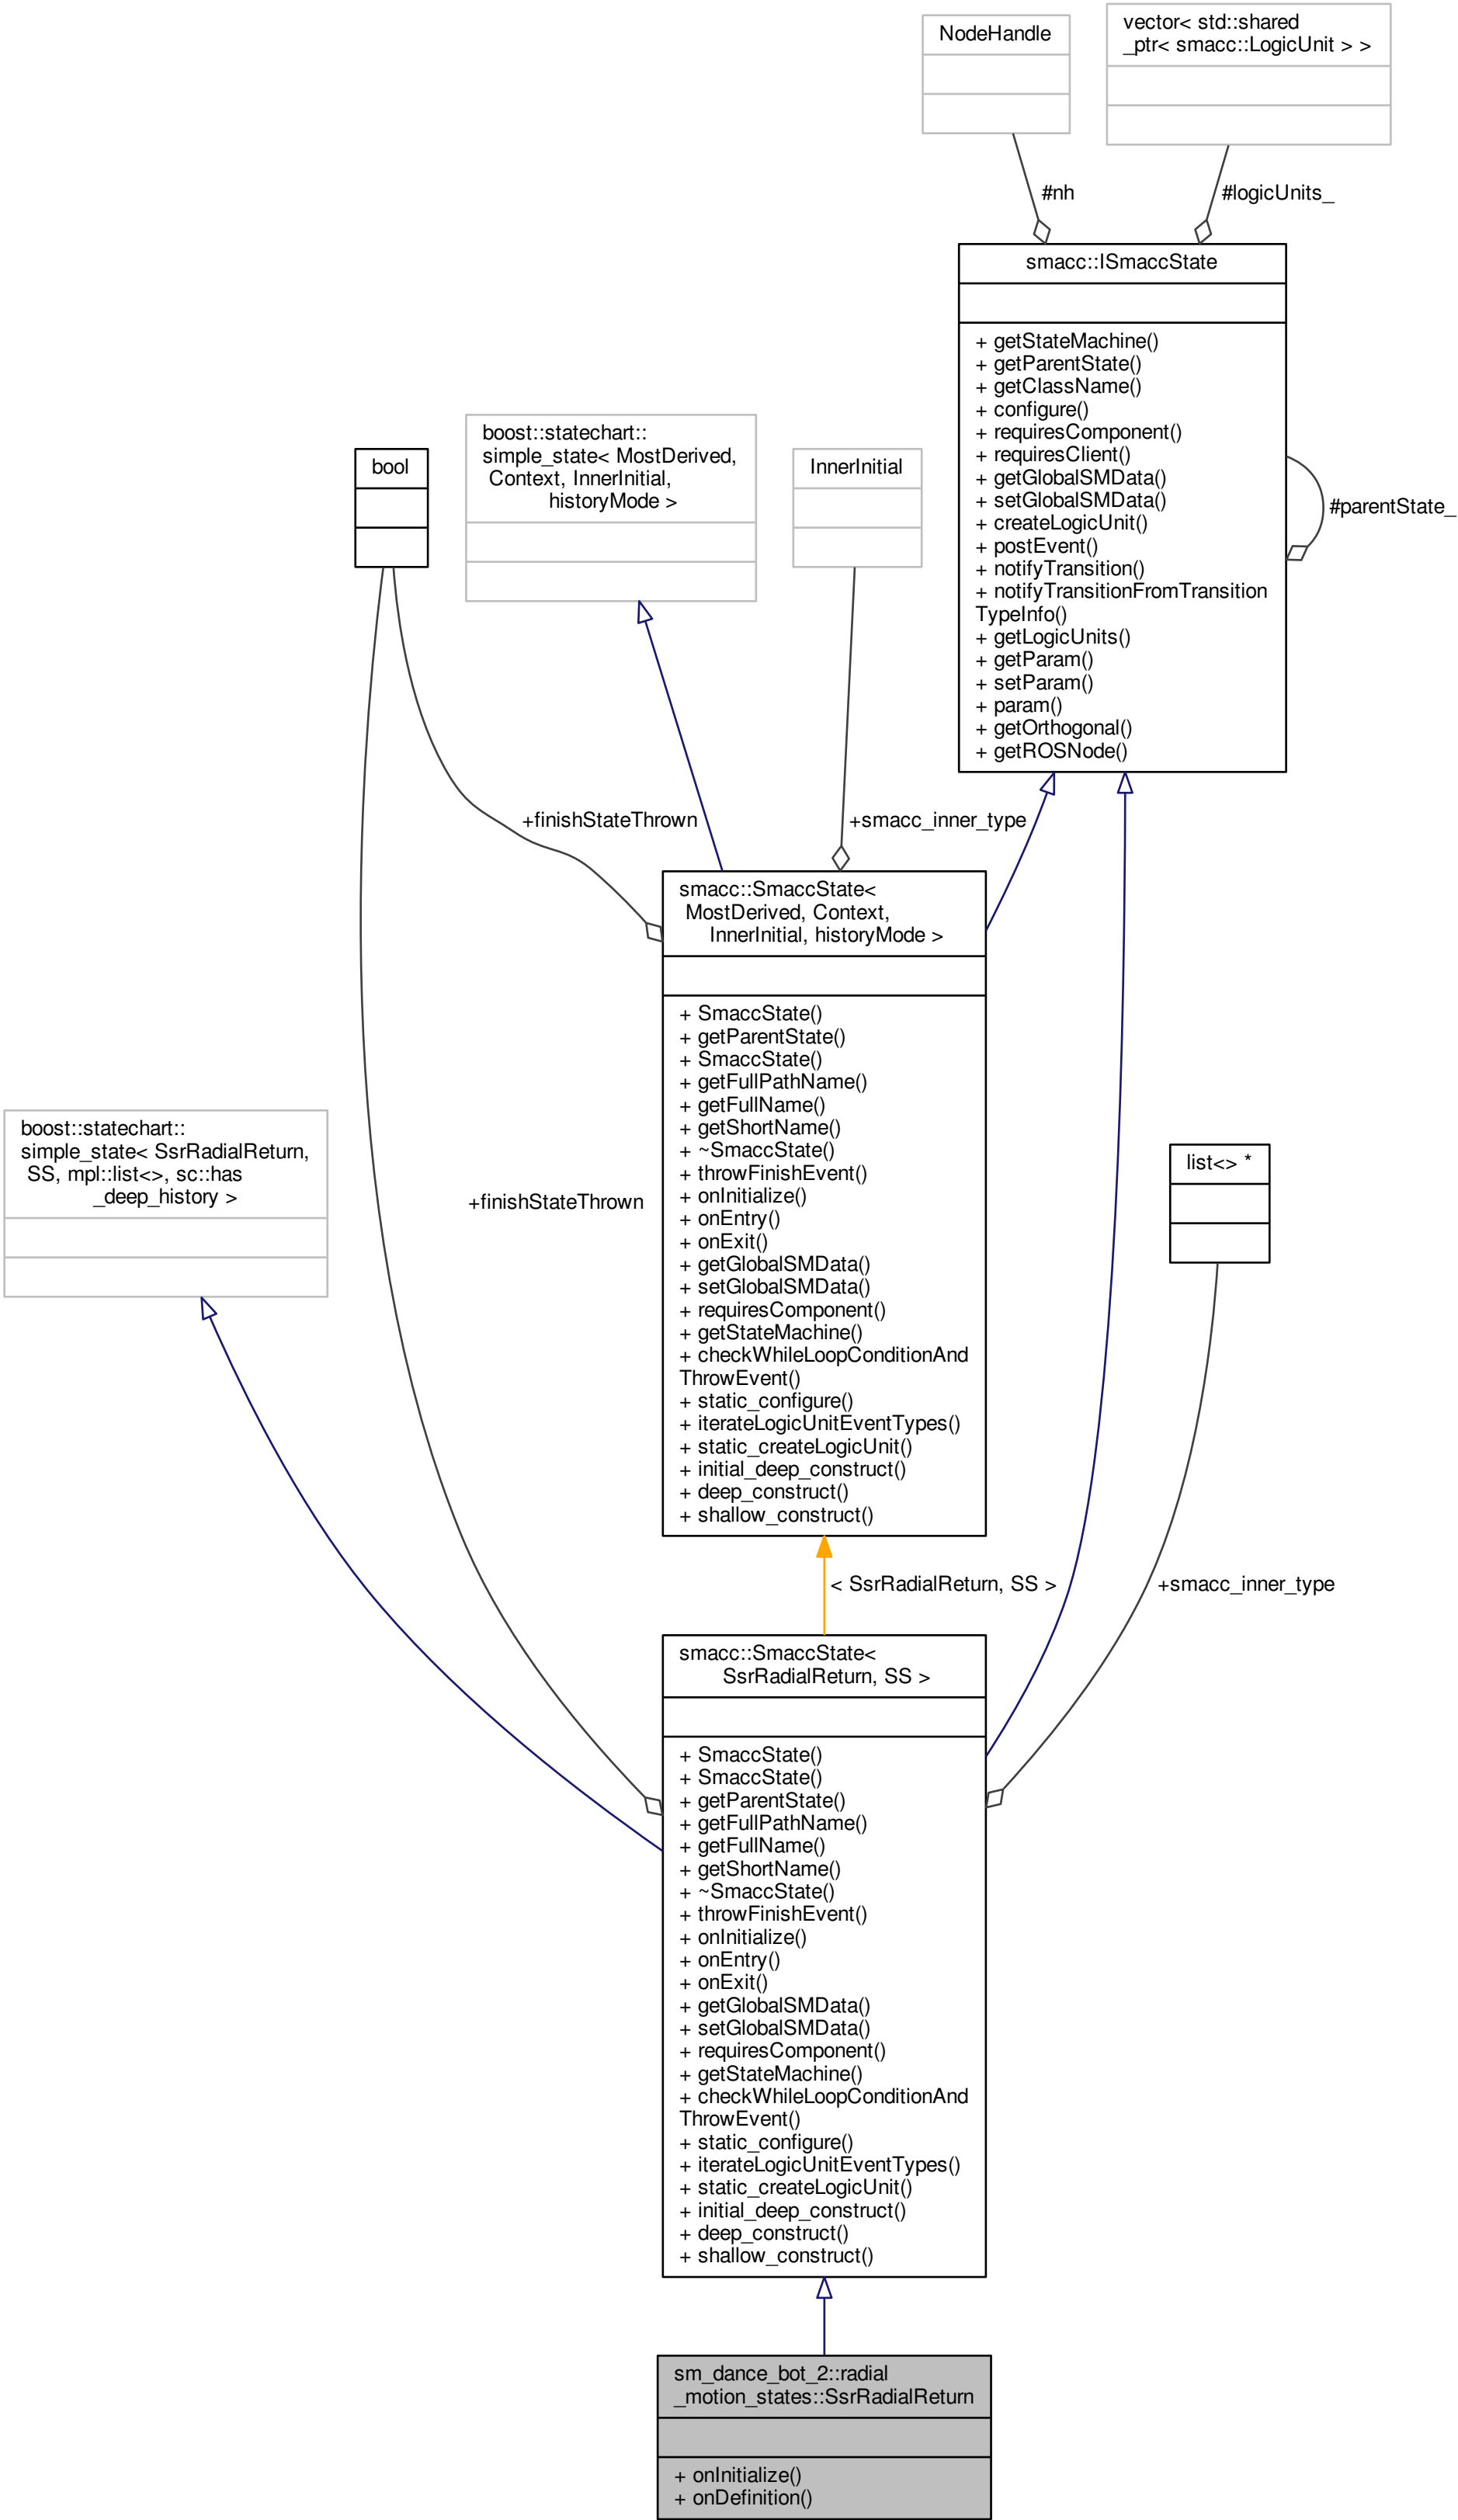 NodeHandle
vector< std::shared
_ptr< smacc::LogicUnit > >
#nh
#logicUnits_
smacc::ISmaccState
+ getStateMachine()
+ getParentState()
+ getClassName()
+ configure()
+ requiresComponent()
+ requiresClient()
+ getGlobalSMData()
+ setGlobalSMData()
+ createLogicUnit()
+ postEvent()
+ notifyTransition()
+ notifyTransitionFromTransition
TypeInfo()
+ getLogicUnits()
+ getParam()
+ setParam()
+ param()
+ getOrthogonal()
+ getROSNode()
#parentState_
bool
boost::statechart::
simple_state< MostDerived,
Context, InnerInitial,
historyMode >
InnerInitial
+finishStateThrown
+smacc_inner_type
smacc::SmaccState<
MostDerived, Context,
InnerInitial, historyMode >
+ SmaccState()
+ getParentState()
+ SmaccState()
+ getFullPathName()
+ getFullName()
+ getShortName()
+ ~SmaccState()
+ throwFinishEvent()
+ onInitialize()
+ onEntry()
+ onExit()
+ getGlobalSMData()
+ setGlobalSMData()
+ requiresComponent()
+ getStateMachine()
+ checkWhileLoopConditionAnd
ThrowEvent()
+ static_configure()
+ iterateLogicUnitEventTypes()
+ static_createLogicUnit()
+ initial_deep_construct()
+ deep_construct()
+ shallow_construct()
boost::statechart::
simple_state< SsrRadialReturn,
SS, mpl::list<>, sc::has
_deep_history >
+finishStateThrown
list<> *
< SsrRadialReturn, SS >
+smacc_inner_type
smacc::SmaccState<
SsrRadialReturn, SS >
+ SmaccState()
+ SmaccState()
+ getParentState()
+ getFullPathName()
+ getFullName()
+ getShortName()
+ ~SmaccState()
+ throwFinishEvent()
+ onInitialize()
+ onEntry()
+ onExit()
+ getGlobalSMData()
+ setGlobalSMData()
+ requiresComponent()
+ getStateMachine()
+ checkWhileLoopConditionAnd
ThrowEvent()
+ static_configure()
+ iterateLogicUnitEventTypes()
+ static_createLogicUnit()
+ initial_deep_construct()
+ deep_construct()
+ shallow_construct()
sm_dance_bot_2::radial
_motion_states::SsrRadialReturn
+ onInitialize()
+ onDefinition()